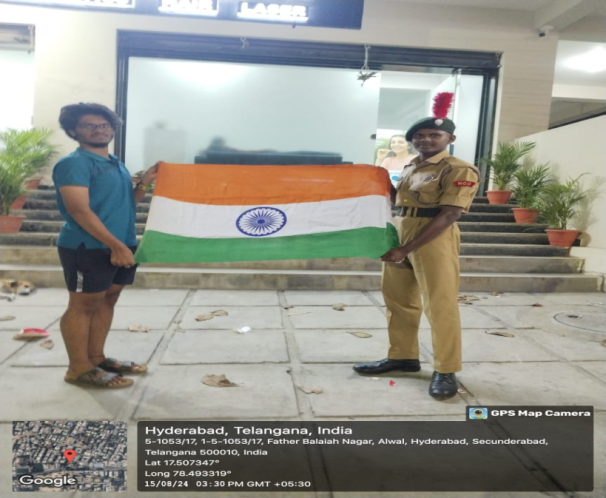 HAIR LASER
NCC
GPS Map Camera
Hyderabad, Telangana, India
5-1053/17, 1-5-1053/17, Father Balaiah Nagar, Alwal, Hyderabad, Secunderabad,
Telangana 500010, India
Lat 17.507347°
Long 78.493319°
15/08/24 03:30 PM GMT +05:30
Google